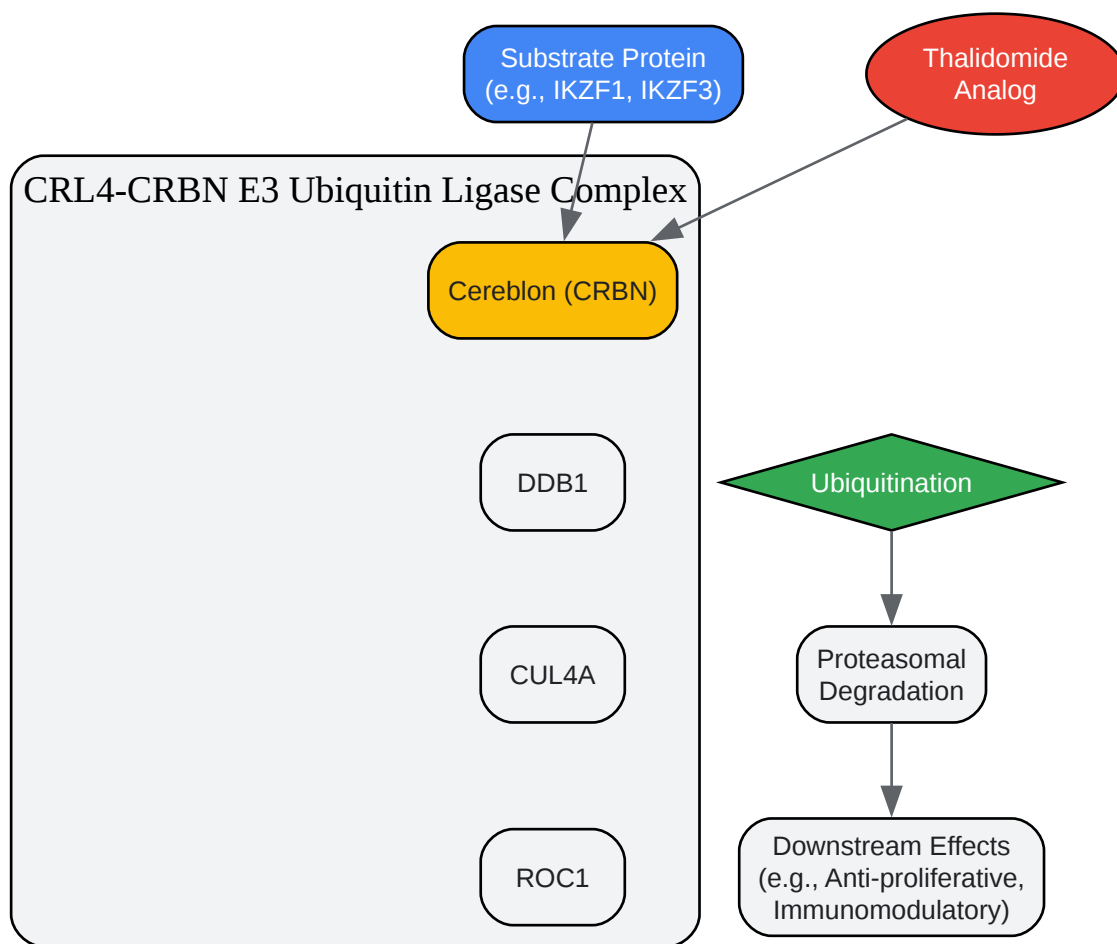 Substrate Protein
(e.g., IKZF1, IKZF3)
Thalidomide
Analog
CRL4-CRBN E3 Ubiquitin Ligase Complex
Cereblon (CRBN)
DDB1
Ubiquitination
CUL4A
Proteasomal
Degradation
ROC1
Downstream Effects
(e.g., Anti-proliferative,
Immunomodulatory)